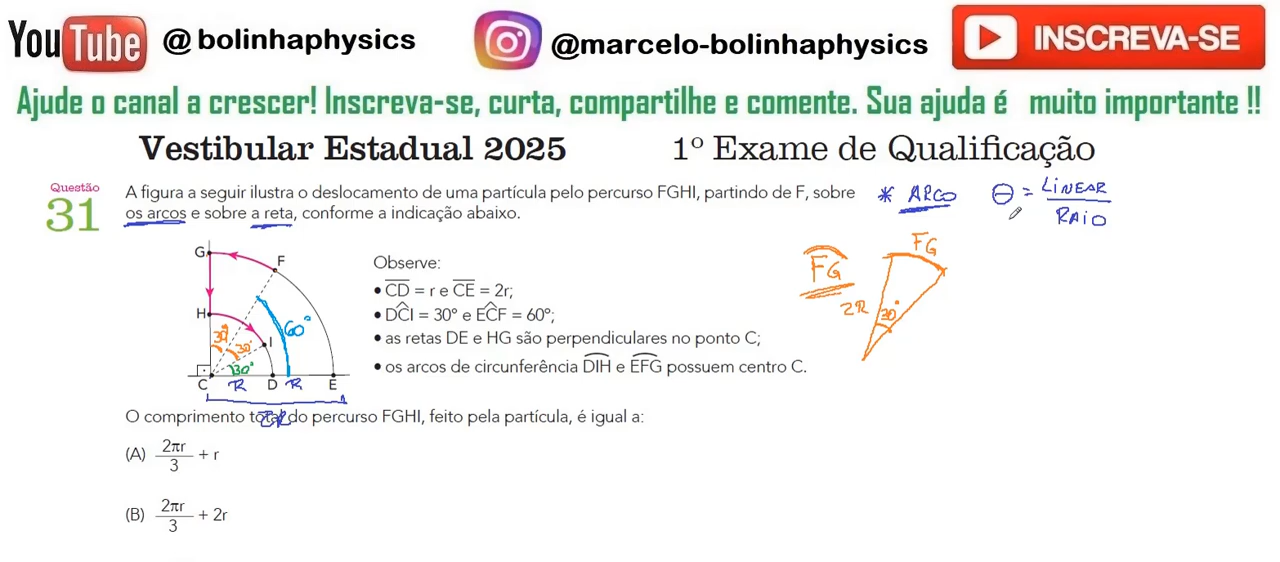 YouTube @bolinhaphysics @marcelo-bolinhaphysics INSCREVA-SE
Ajude o canal a crescer! Inscreva-se, curta, compartilhe e comente. Sua ajuda é muito importante !!
Vestibular Estadual 2025 1º Exame de Qualificação
Questão
31
A figura a seguir ilustra o deslocamento de uma partícula pelo percurso FGHI, partindo de F, sobre
os arcos e sobre a reta, conforme a indicação abaixo.
* ARCO θ = LINEAR
RAIO
G F
H I
60°
30° 30° 30°
C R D R E
Observe:
• CD = r e CE = 2r;
• DĈI = 30° e EĈF = 60°;
• as retas DE e HG são perpendiculares no ponto C;
• os arcos de circunferência DIH e EFG possuem centro C.
FG FG
2R 30°
O comprimento total do percurso FGHI, feito pela partícula, é igual a:
(A) 2πr/3 + r
(B) 2πr/3 + 2r